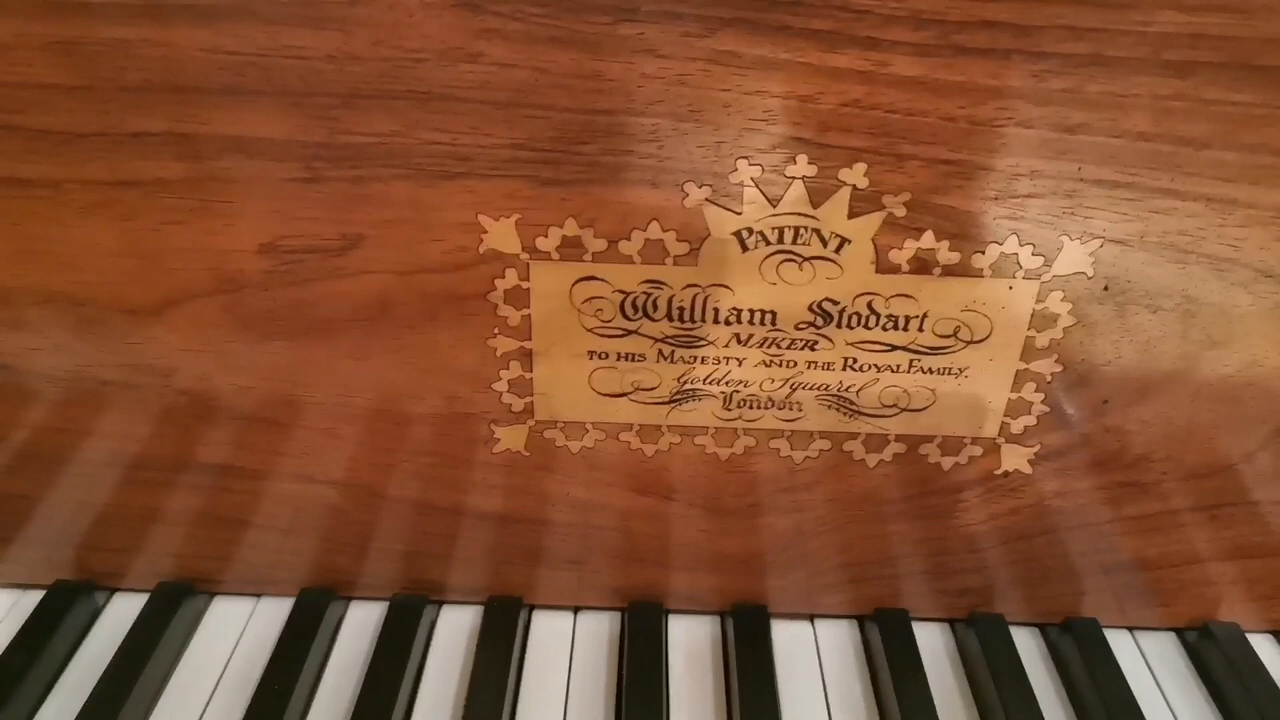 PATENT
William Stodart
MAKER
TO HIS MAJESTY AND THE ROYAL FAMILY.
Golden Square
London